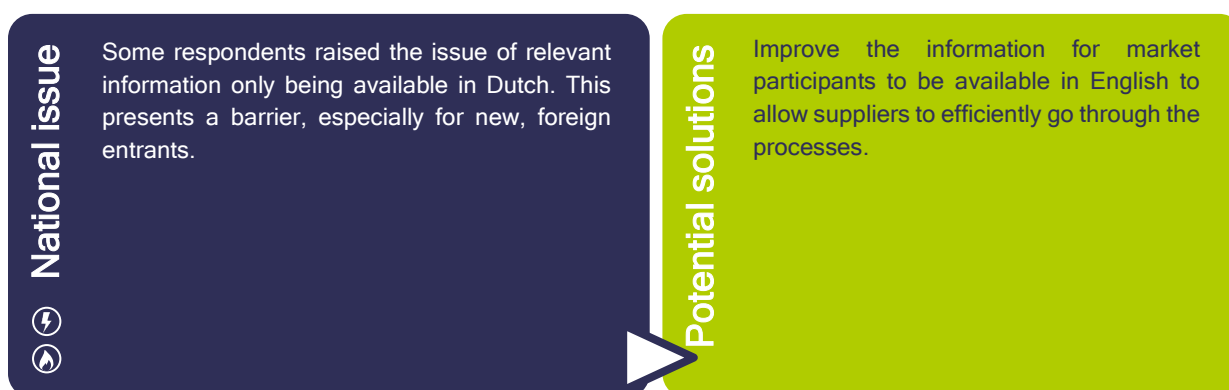 National issue
Some respondents raised the issue of relevant
information only being available in Dutch. This
presents a barrier, especially for new, foreign
entrants.
Potential solutions
Improve the information for market
participants to be available in English to
allow suppliers to efficiently go through the
processes.